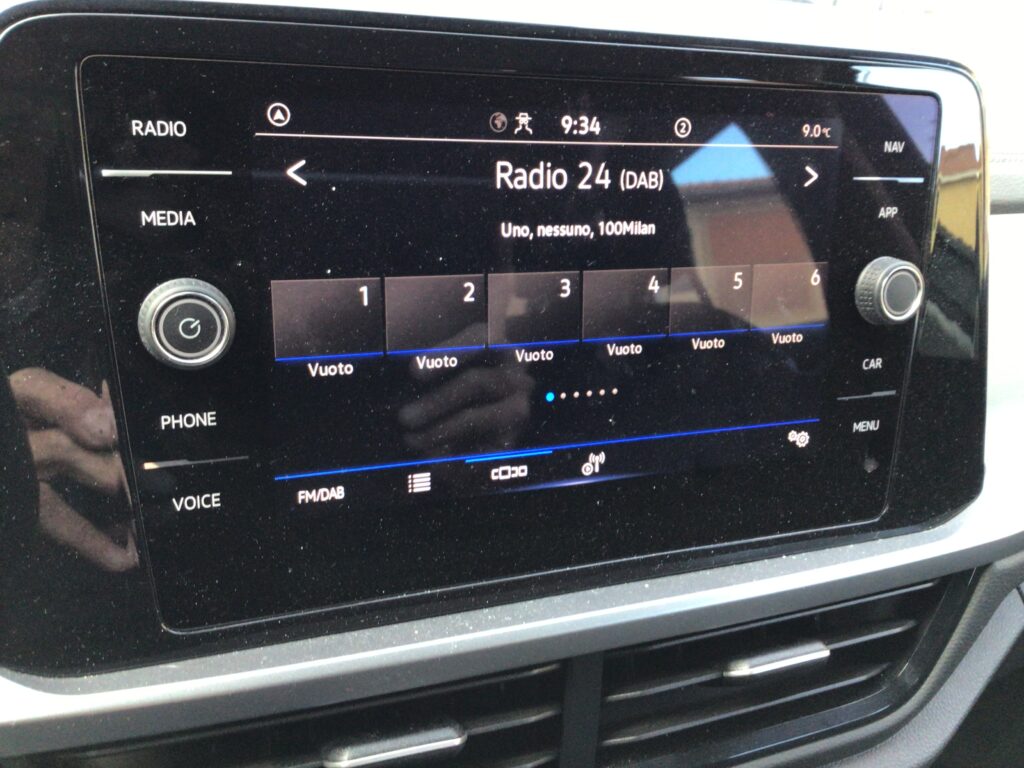 RADIO
MEDIA
PHONE
VOICE
9:34
2
9.0°C
Radio 24 (DAB)
Uno, nessuno, 100Milan
1 2 3 4 5 6
Vuoto Vuoto Vuoto Vuoto Vuoto Vuoto
FM/DAB
NAV
APP
CAR
MENU